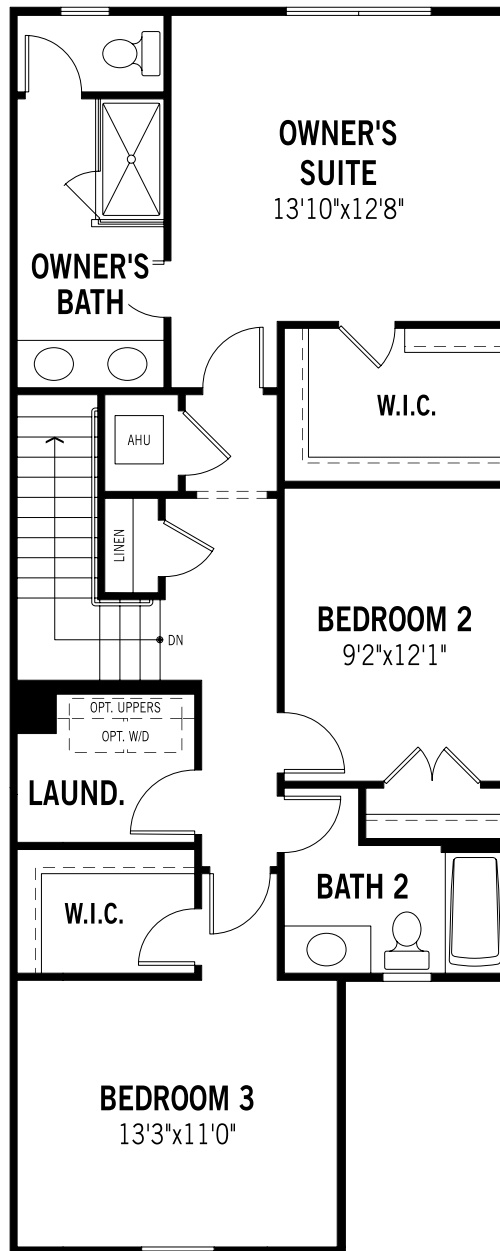 OWNER'S
SUITE
13'10"x12'8"
OWNER'S
BATH
W.I.C.
AHU
LINEN
BEDROOM 2
9'2"x12'1"
DN
OPT. UPPERS
OPT. W/D
LAUND.
BATH 2
W.I.C.
BEDROOM 3
13'3"x11'0"